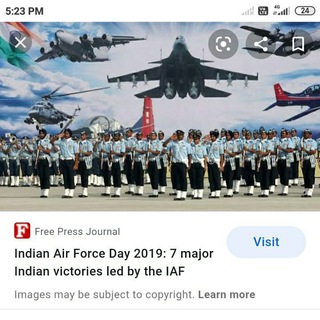 5:23 PM
4G
24
F Free Press Journal
Indian Air Force Day 2019: 7 major
Indian victories led by the IAF
Visit
Images may be subject to copyright. Learn more